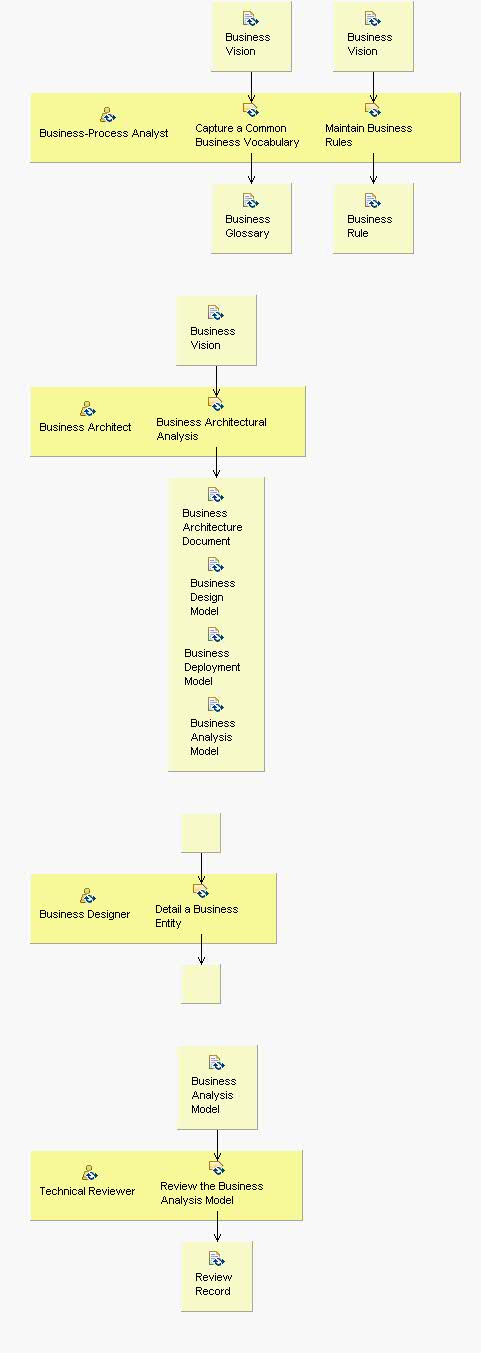 Business
Vision
Business
Vision
Business-Process Analyst
Capture a Common
Business Vocabulary
Maintain Business
Rules
Business
Glossary
Business
Rule
Business
Vision
Business Architect
Business Architectural
Analysis
Business
Architecture
Document
Business
Design
Model
Business
Deployment
Model
Business
Analysis
Model
Business Designer
Detail a Business
Entity
Business
Analysis
Model
Technical Reviewer
Review the Business
Analysis Model
Review
Record